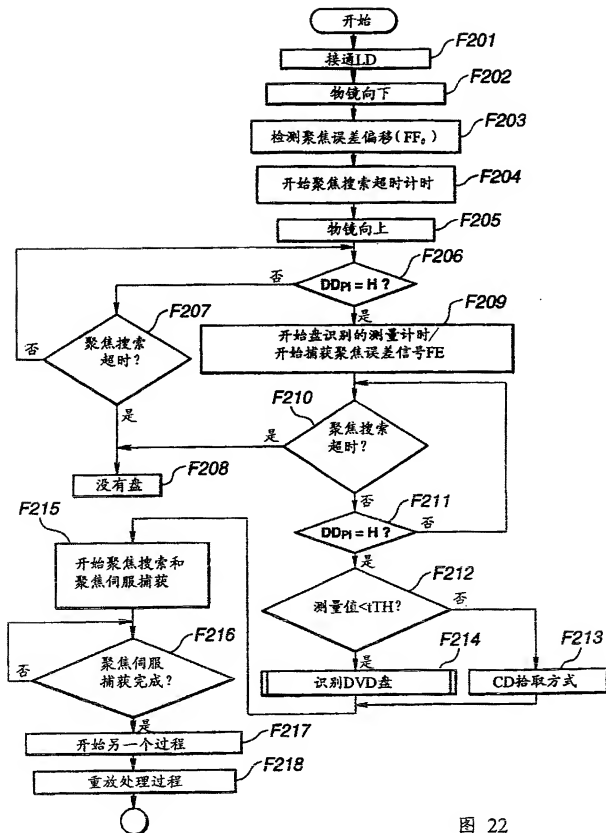 开始
F201
接通LD
F202
物镜向下
F203
检测聚焦误差偏移(FF₀)
F204
开始聚焦搜索超时计时
F205
物镜向上
F206
DDPI = H ?
否
是
F207
聚焦搜索
超时?
否
是
F208
没有盘
F209
开始盘识别的测量计时/
开始捕获聚焦误差信号FE
F210
聚焦搜索
超时?
是
否
F211
DDPI = H ?
否
是
F212
测量值<tTH?
否
是
F213
CD拾取方式
F214
识别DVD盘
F215
开始聚焦搜索和
聚焦伺服捕获
F216
聚焦伺服
捕获完成?
否
是
F217
开始另一个过程
F218
重放处理过程
图 22